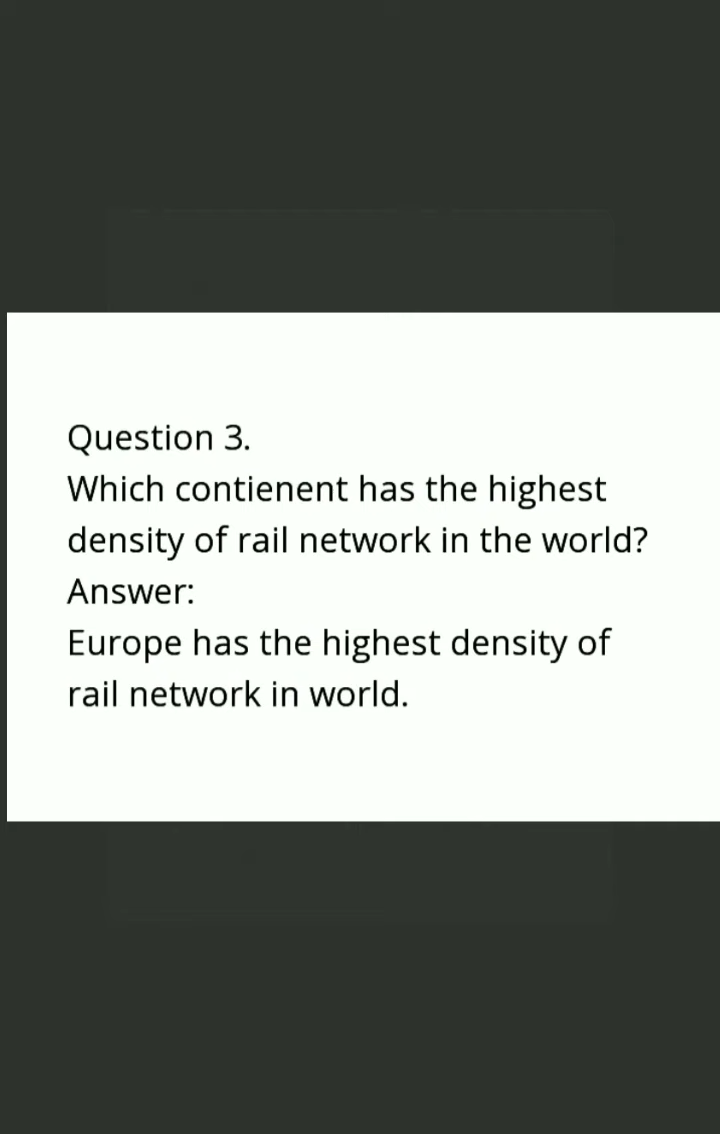 Question 3.
Which contienent has the highest
density of rail network in the world?
Answer:
Europe has the highest density of
rail network in world.